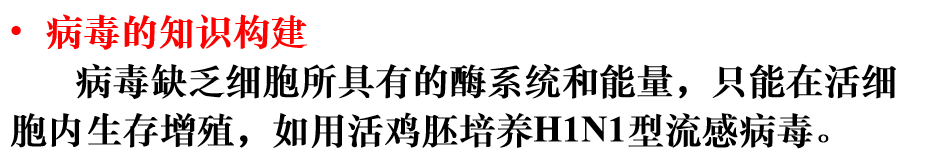 • 病毒的知识构建
病毒缺乏细胞所具有的酶系统和能量，只能在活细
胞内生存增殖，如用活鸡胚培养H1N1型流感病毒。